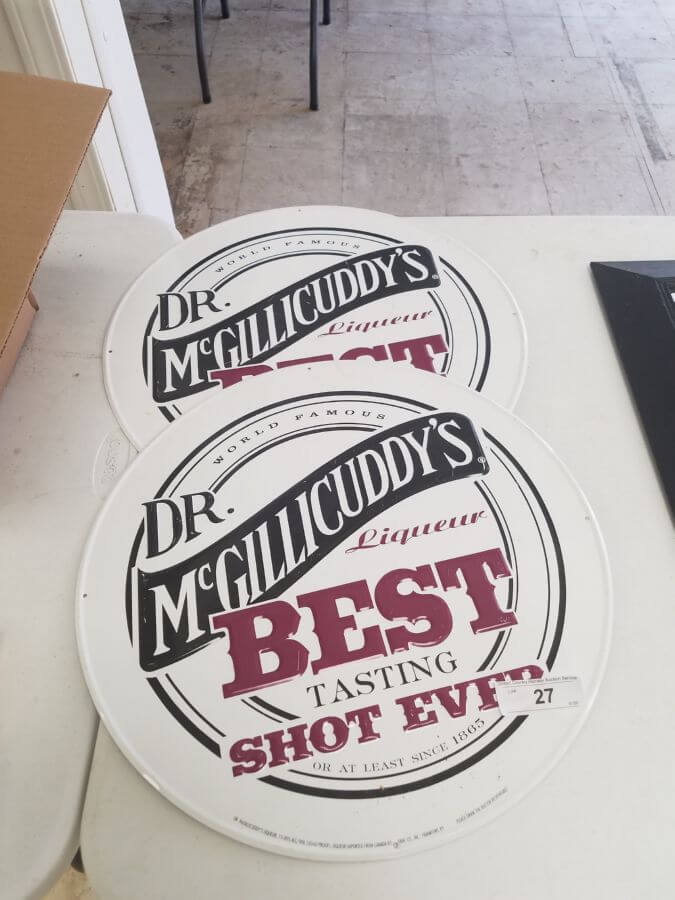 WORLD FAMOUS
DR.
McGILLICUDDY'S®
Liqueur
BEST
WORLD FAMOUS
DR.
McGILLICUDDY'S®
Liqueur
BEST
TASTING
SHOT EVER
OR AT LEAST SINCE 1865
27